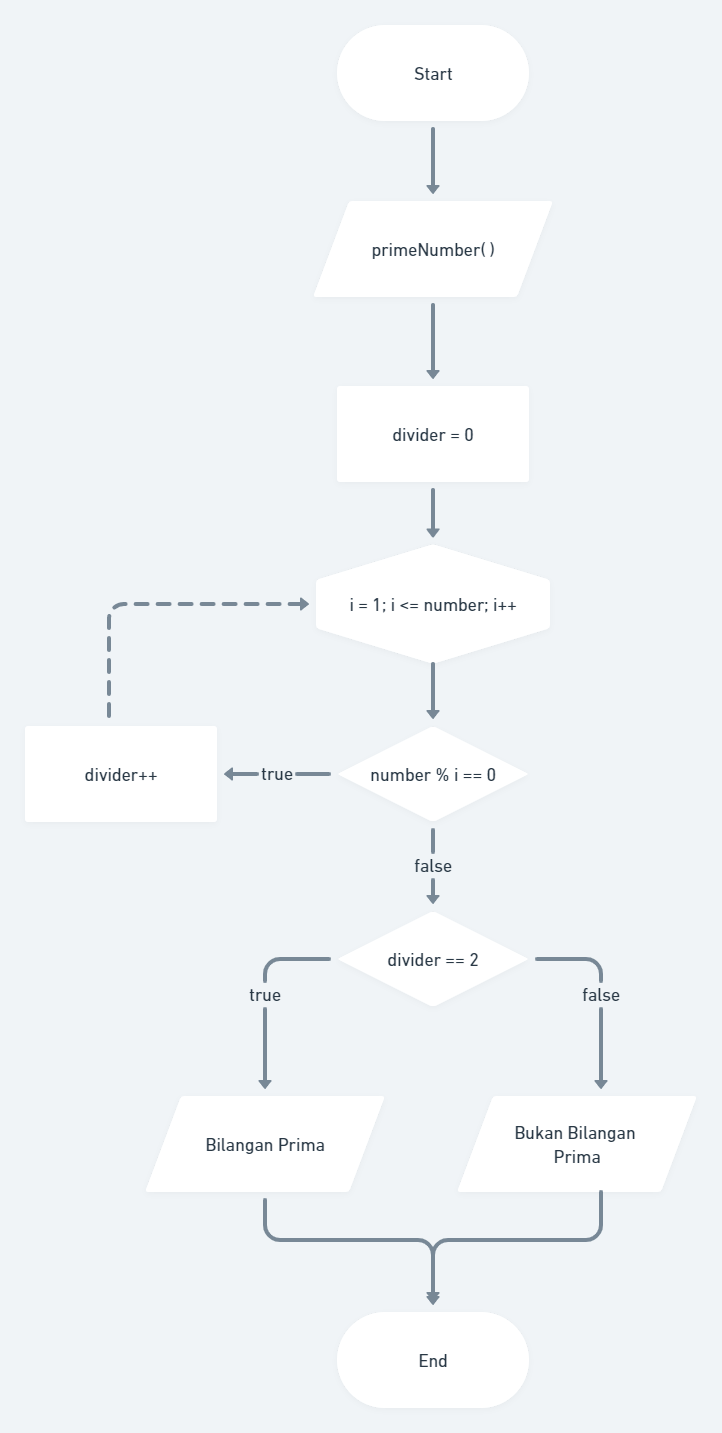 Start
primeNumber( )
divider = 0
i = 1; i <= number; i++
divider++
true
number % i == 0
false
divider == 2
true
false
Bilangan Prima
Bukan Bilangan
Prima
End